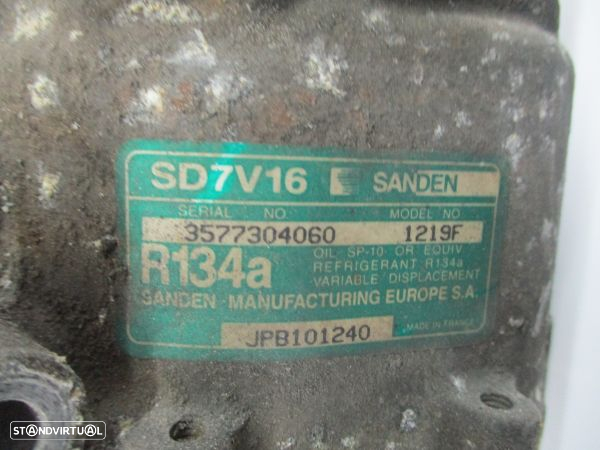 SD7V16 SANDEN
SERIAL NO MODEL NO
3577304060 1219F
R134a
OIL SP-10 OR EQUIV
REFRIGERANT R134a
VARIABLE DISPLACEMENT
SANDEN MANUFACTURING EUROPE S.A.
JPB101240
MADE IN FRANCE
STANDVIRTUAL